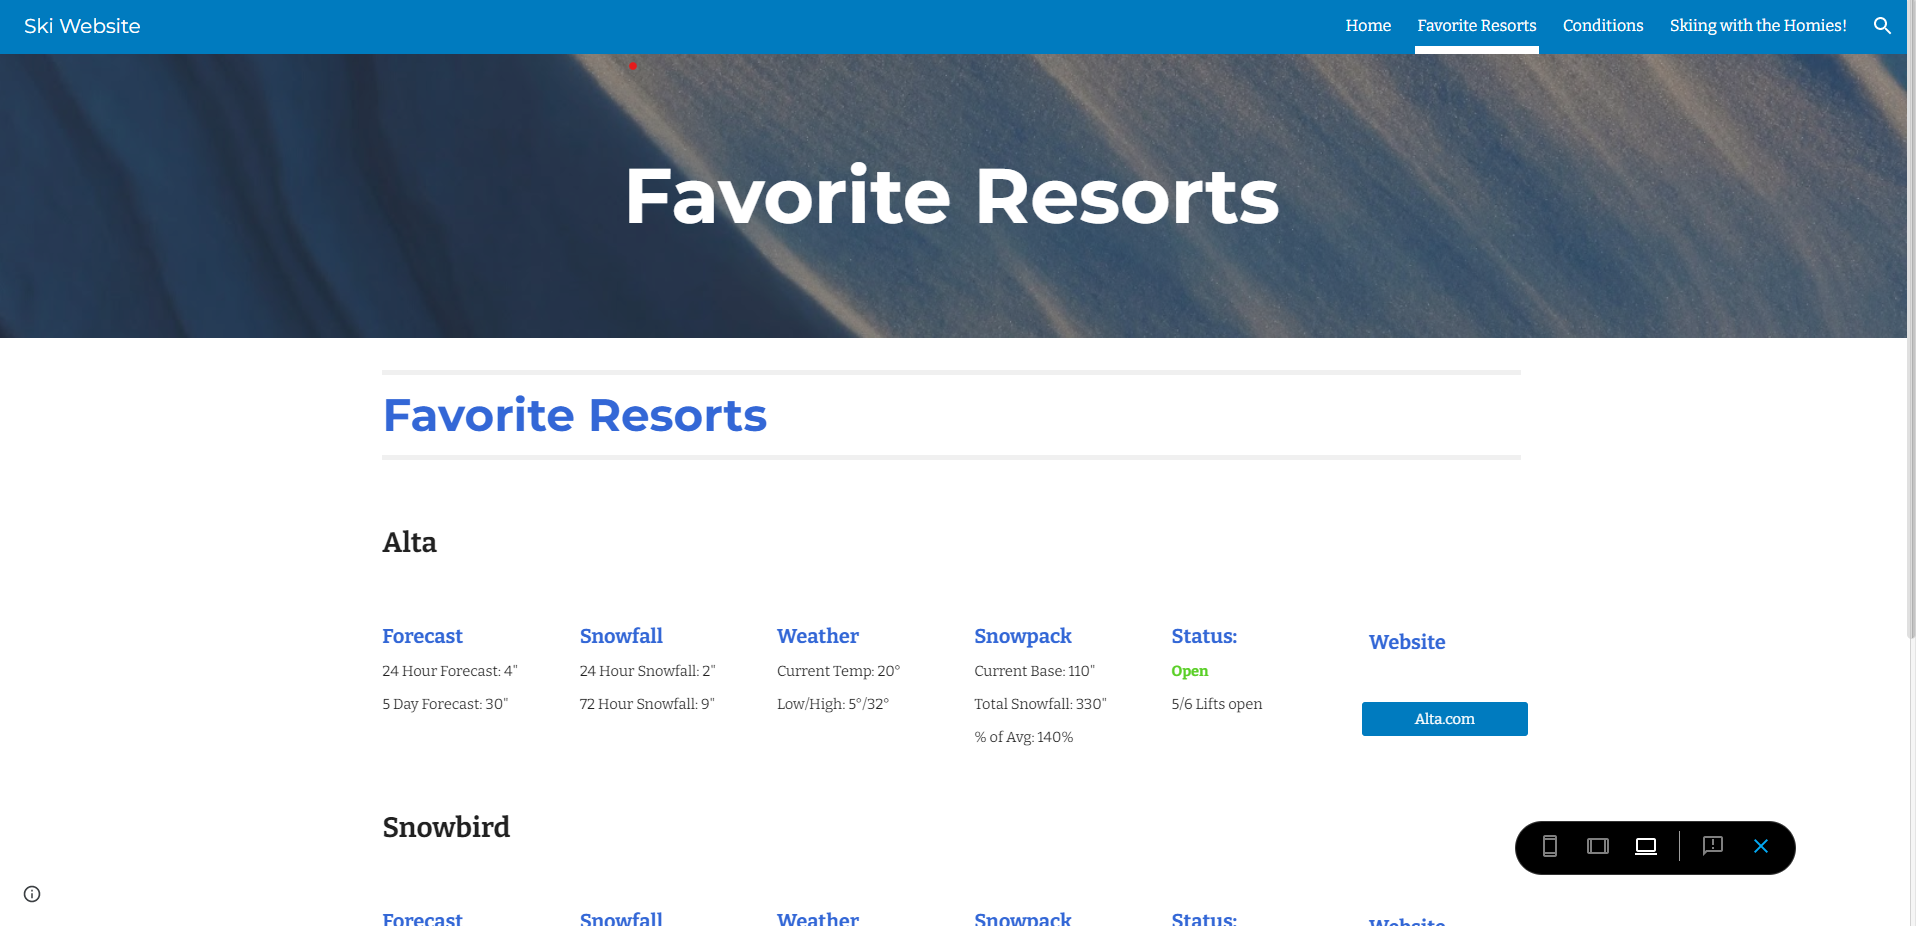 Ski Website
Home Favorite Resorts Conditions Skiing with the Homies!
Favorite Resorts
Favorite Resorts
Alta
Forecast Snowfall Weather Snowpack Status: Website
24 Hour Forecast: 4" 24 Hour Snowfall: 2" Current Temp: 20° Current Base: 110" Open
5 Day Forecast: 30" 72 Hour Snowfall: 9" Low/High: 5°/32° Total Snowfall: 330" 5/6 Lifts open
Alta.com
% of Avg: 140%
Snowbird
Forecast Snowfall Weather Snowpack Status: Website